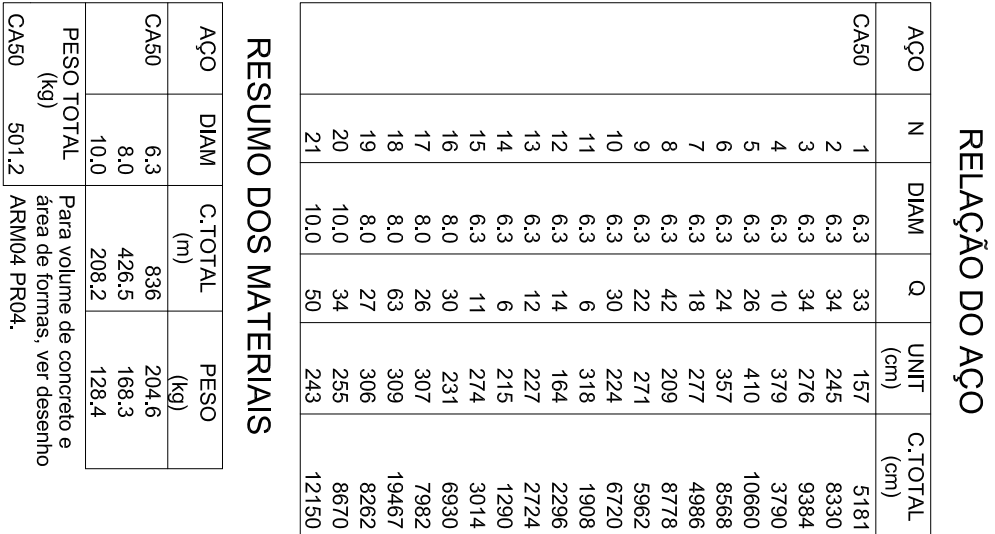 RELAÇÃO DO AÇO
AÇO N DIAM Q UNIT C.TOTAL
(cm) (cm)
CA50 1 6.3 33 157 5181
2 6.3 34 245 8330
3 6.3 34 276 9384
4 6.3 10 379 3790
5 6.3 26 410 10660
6 6.3 24 357 8568
7 6.3 18 277 4986
8 6.3 42 209 8778
9 6.3 22 271 5962
10 6.3 30 224 6720
11 6.3 6 318 1908
12 6.3 14 164 2296
13 6.3 12 227 2724
14 6.3 6 215 1290
15 6.3 11 274 3014
16 8.0 30 231 6930
17 8.0 26 307 7982
18 8.0 63 309 19467
19 8.0 27 306 8262
20 10.0 34 255 8670
21 10.0 50 243 12150
RESUMO DOS MATERIAIS
AÇO DIAM C.TOTAL PESO
(m) (kg)
CA50 6.3 836 204.6
8.0 426.5 168.3
10.0 208.2 128.4
PESO TOTAL
(kg)
CA50 501.2
Para volume de concreto e
área de formas, ver desenho
ARM04 PR04.